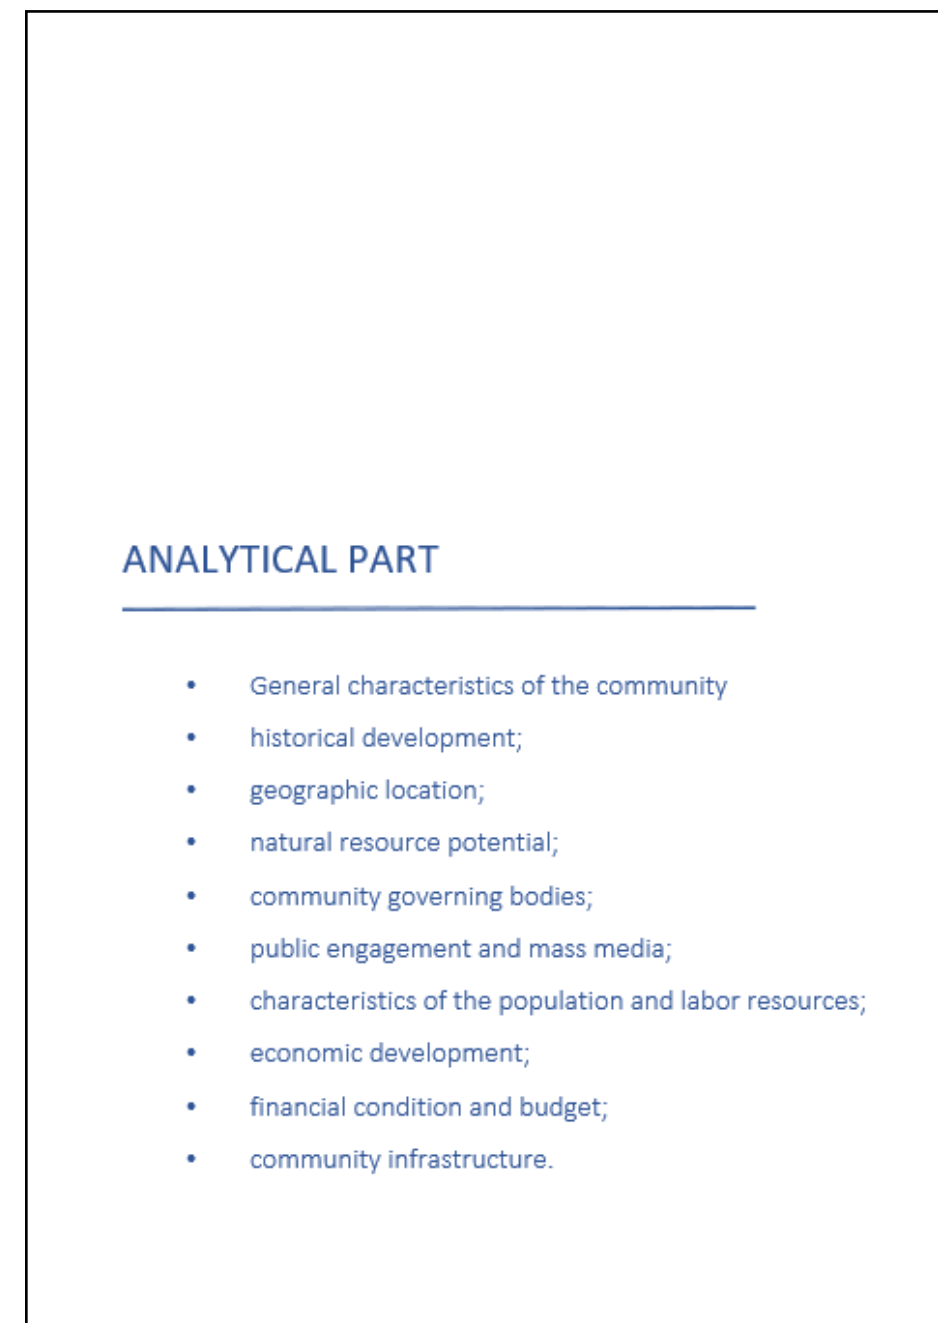 ANALYTICAL PART
• General characteristics of the community
• historical development;
• geographic location;
• natural resource potential;
• community governing bodies;
• public engagement and mass media;
• characteristics of the population and labor resources;
• economic development;
• financial condition and budget;
• community infrastructure.